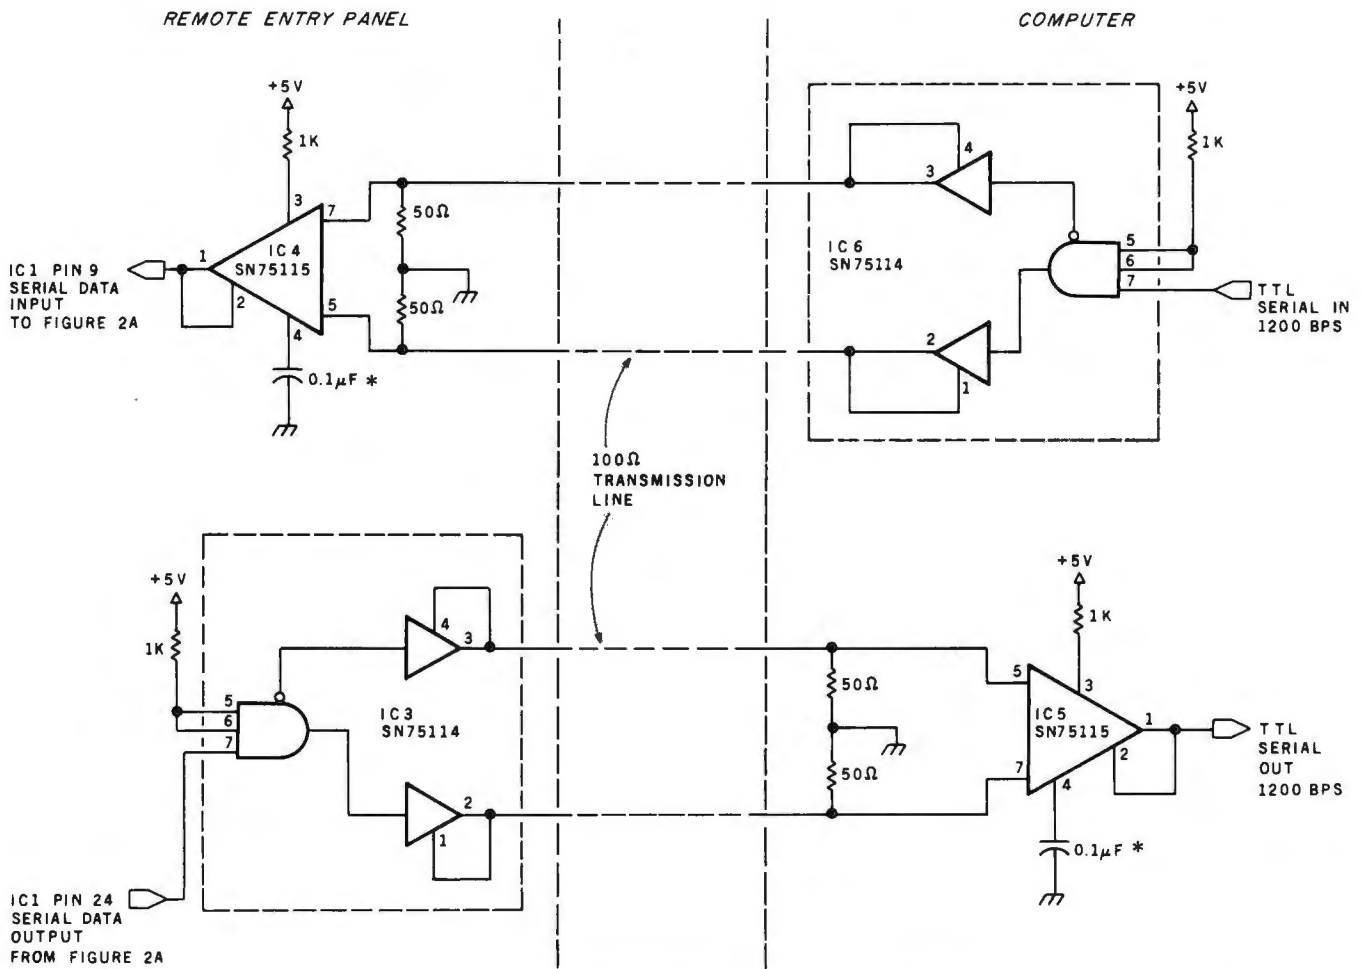 REMOTE ENTRY PANEL
COMPUTER
+5V
1K
3
7
IC4
SN75115
1
2
5
4
0.1µF *
50Ω
50Ω
IC1 PIN 9
SERIAL DATA
INPUT
TO FIGURE 2A
+5V
1K
4
3
IC6
SN75114
5
6
7
2
1
TTL
SERIAL IN
1200 BPS
100Ω
TRANSMISSION
LINE
+5V
1K
5
6
7
4
3
IC3
SN75114
2
1
IC1 PIN 24
SERIAL DATA
OUTPUT
FROM FIGURE 2A
50Ω
50Ω
+5V
1K
5
3
IC5
SN75115
1
2
7
4
0.1µF *
TTL
SERIAL
OUT
1200 BPS